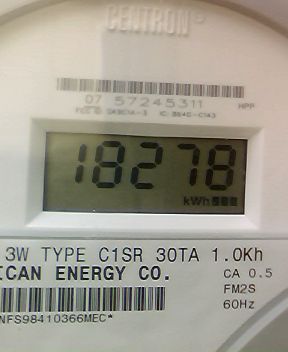 CENTRON®
07 57245311 HPP
18278
kWh
3W TYPE C1SR 30TA 1.0Kh
ICAN ENERGY CO. CA 0.5
FM2S
60Hz
NFS98410366MEC*